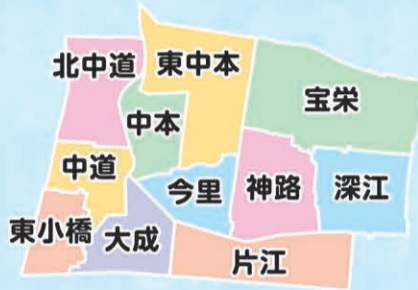 北中道
東中本
宝栄
中本
中道
今里
神路
深江
東小橋
大成
片江